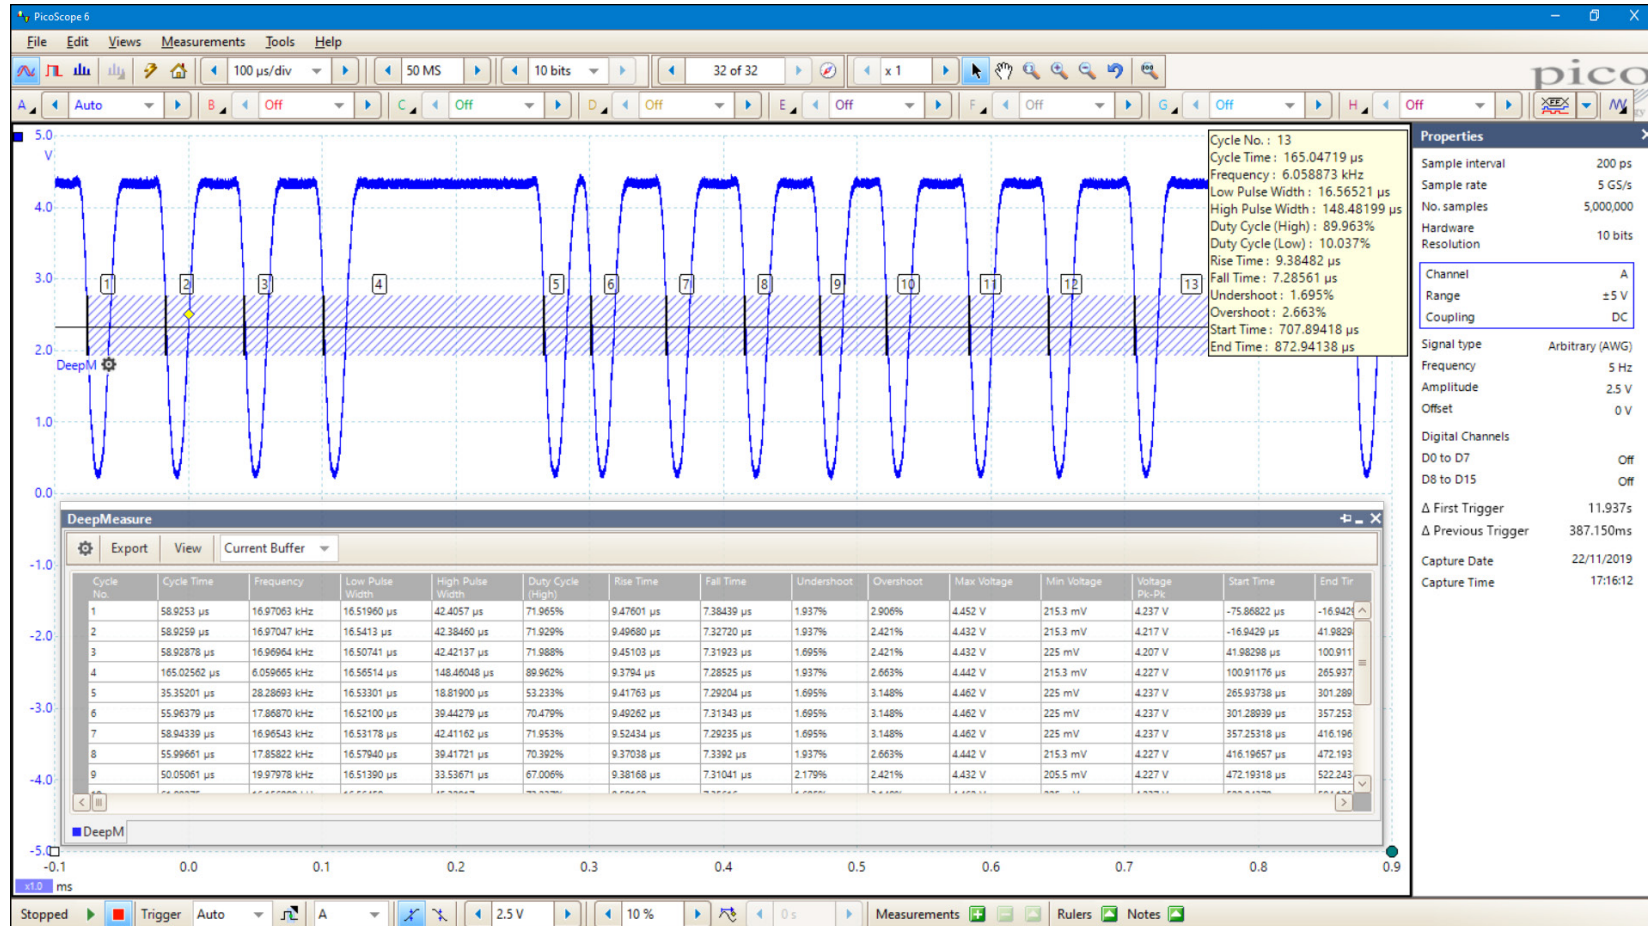 PicoScope 6
File Edit Views Measurements Tools Help
100 µs/div 50 MS 10 bits 32 of 32 x 1
pico
A Auto B Off C Off D Off E Off F Off G Off H Off
5.0
V
4.0
3.0
2.0
1.0
0.0
-1.0
-2.0
-3.0
-4.0
-5.0
1 2 3 4 5 6 7 8 9 10 11 12 13
DeepM
Cycle No. : 13
Cycle Time : 165.04719 µs
Frequency : 6.058873 kHz
Low Pulse Width : 16.56521 µs
High Pulse Width : 148.48199 µs
Duty Cycle (High) : 89.963%
Duty Cycle (Low) : 10.037%
Rise Time : 9.38482 µs
Fall Time : 7.28561 µs
Undershoot : 1.695%
Overshoot : 2.663%
Start Time : 707.89418 µs
End Time : 872.94138 µs
DeepMeasure
Export View Current Buffer
Cycle No. Cycle Time Frequency Low Pulse Width High Pulse Width Duty Cycle (High) Rise Time Fall Time Undershoot Overshoot Max Voltage Min Voltage Voltage Pk-Pk Start Time End Tir
1 58.9253 µs 16.97063 kHz 16.51960 µs 42.4057 µs 71.965% 9.47601 µs 7.38439 µs 1.937% 2.906% 4.452 V 215.3 mV 4.237 V -75.86822 µs -16.9429
2 58.9259 µs 16.97047 kHz 16.5413 µs 42.38460 µs 71.929% 9.49680 µs 7.32720 µs 1.937% 2.421% 4.432 V 215.3 mV 4.217 V -16.9429 µs 41.9829
3 58.92878 µs 16.96964 kHz 16.50741 µs 42.42137 µs 71.988% 9.45103 µs 7.31923 µs 1.695% 2.421% 4.432 V 225 mV 4.207 V 41.98298 µs 100.911
4 165.02562 µs 6.059665 kHz 16.56514 µs 148.46048 µs 89.962% 9.3794 µs 7.28525 µs 1.937% 2.663% 4.442 V 215.3 mV 4.227 V 100.91176 µs 265.937
5 35.35201 µs 28.28693 kHz 16.53301 µs 18.81900 µs 53.233% 9.41763 µs 7.29204 µs 1.695% 3.148% 4.462 V 225 mV 4.237 V 265.93738 µs 301.289
6 55.96379 µs 17.86870 kHz 16.52100 µs 39.44279 µs 70.479% 9.49262 µs 7.31343 µs 1.695% 3.148% 4.462 V 225 mV 4.237 V 301.28939 µs 357.253
7 58.94339 µs 16.96543 kHz 16.53178 µs 42.41162 µs 71.953% 9.52434 µs 7.29235 µs 1.695% 3.148% 4.462 V 225 mV 4.237 V 357.25318 µs 416.196
8 55.99661 µs 17.85822 kHz 16.57940 µs 39.41721 µs 70.392% 9.37038 µs 7.3392 µs 1.937% 2.663% 4.442 V 215.3 mV 4.227 V 416.19657 µs 472.193
9 50.05061 µs 19.97978 kHz 16.51390 µs 33.53671 µs 67.006% 9.38168 µs 7.31041 µs 2.179% 2.421% 4.432 V 205.5 mV 4.227 V 472.19318 µs 522.243
DeepM
-0.1 0.0 0.1 0.2 0.3 0.4 0.5 0.6 0.7 0.8 0.9
x1.0 ms
Properties
Sample interval 200 ps
Sample rate 5 GS/s
No. samples 5,000,000
Hardware Resolution 10 bits
Channel A
Range ±5 V
Coupling DC
Signal type Arbitrary (AWG)
Frequency 5 Hz
Amplitude 2.5 V
Offset 0 V
Digital Channels
D0 to D7 Off
D8 to D15 Off
Δ First Trigger 11.937s
Δ Previous Trigger 387.150ms
Capture Date 22/11/2019
Capture Time 17:16:12
Stopped Trigger Auto A 2.5 V 10 % 0 s Measurements Rulers Notes